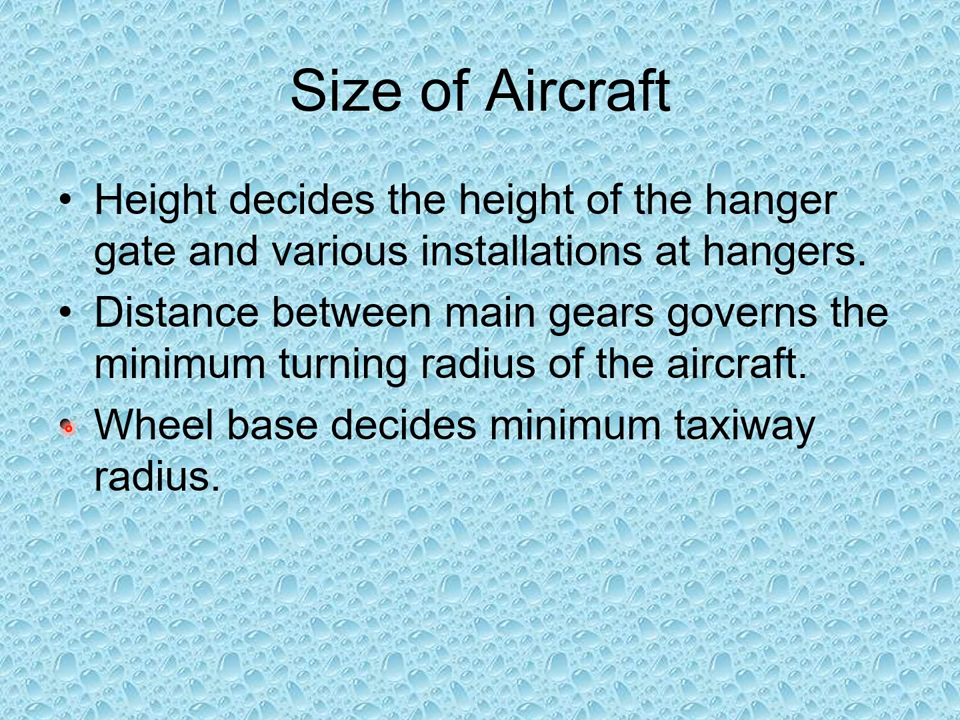 Size of Aircraft
• Height decides the height of the hanger
gate and various installations at hangers.
• Distance between main gears governs the
minimum turning radius of the aircraft.
• Wheel base decides minimum taxiway
radius.